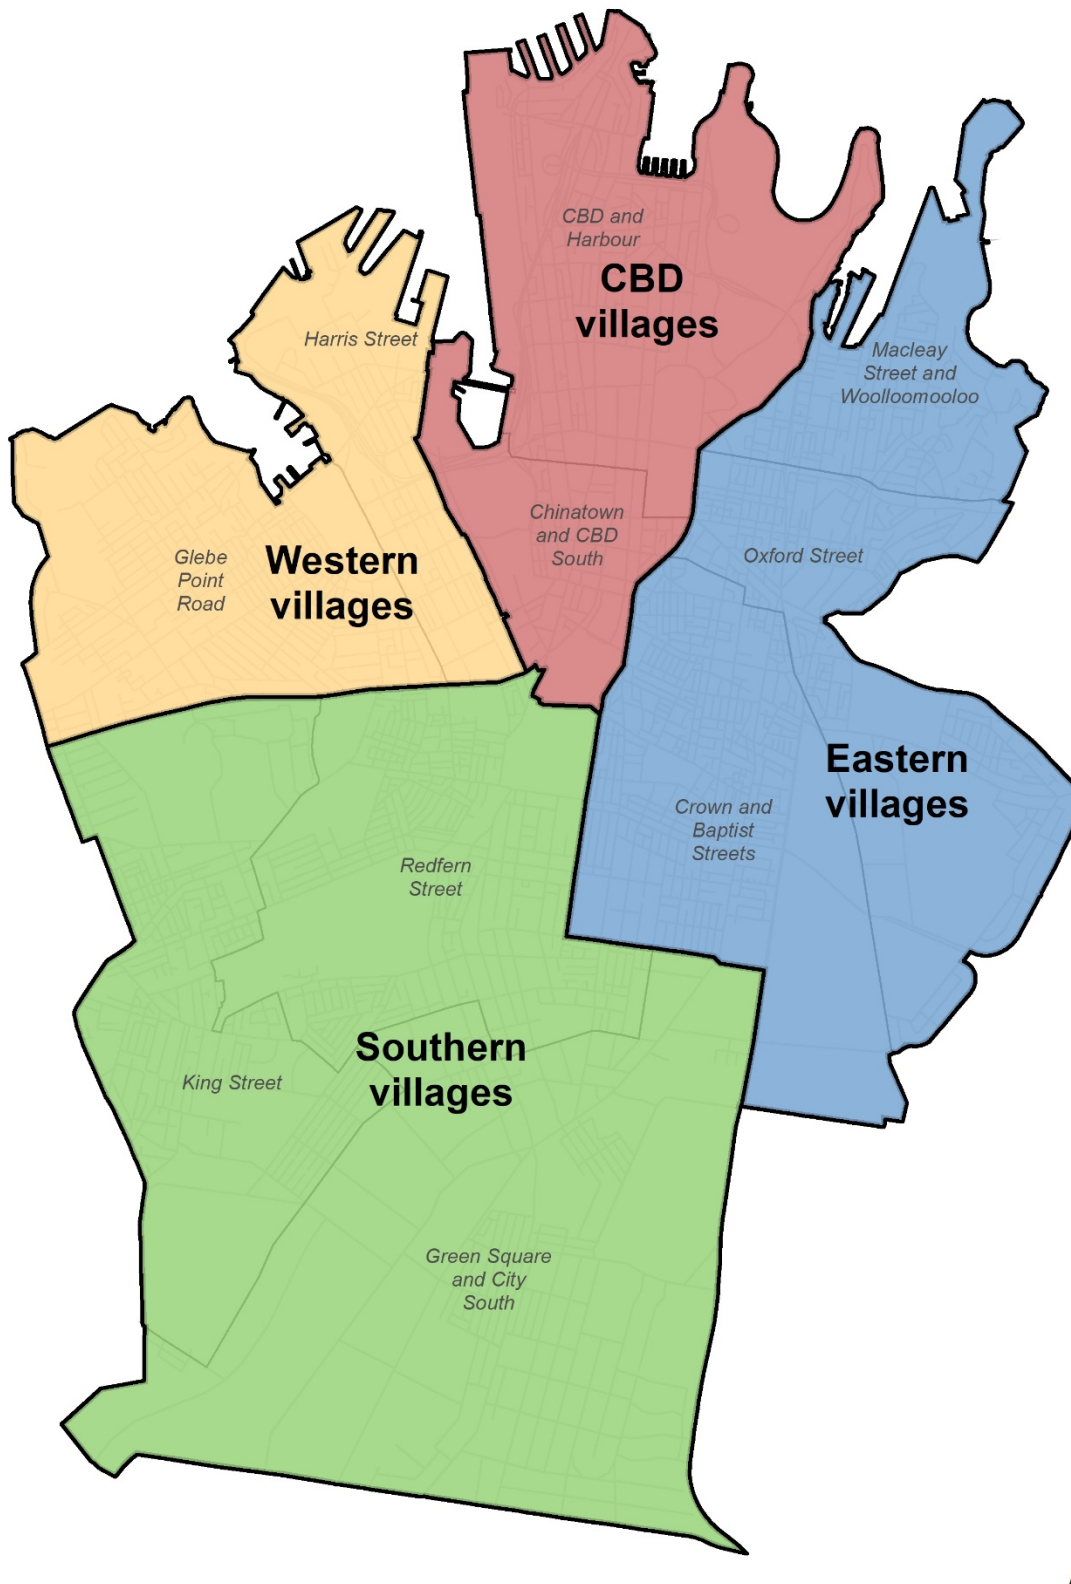 CBD and
Harbour
CBD
villages
Harris Street
Macleay
Street and
Woolloomooloo
Chinatown
and CBD
South
Oxford Street
Glebe
Point
Road
Western
villages
Eastern
villages
Crown and
Baptist
Streets
Redfern
Street
Southern
villages
King Street
Green Square
and City
South